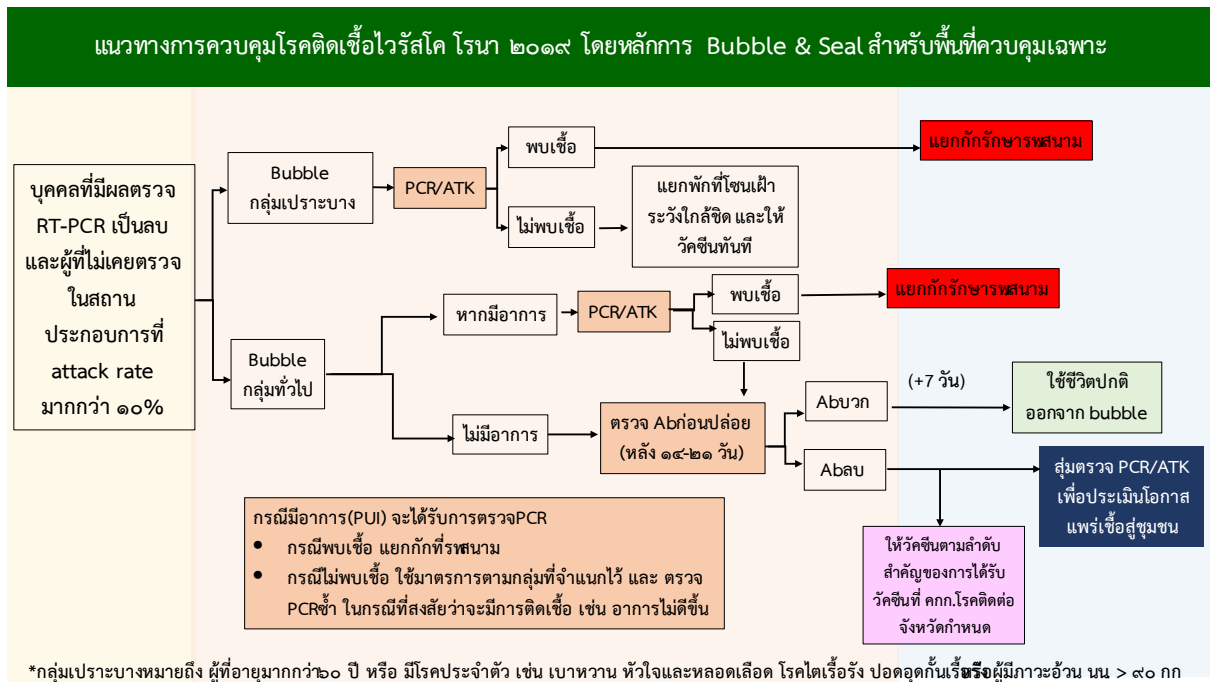 แนวทางการควบคุมโรคติดเชื้อไวรัสโค โรนา ๒๐๑๙ โดยหลักการ Bubble & Seal สำหรับพื้นที่ควบคุมเฉพาะ
บุคคลที่มีผลตรวจ
RT-PCR เป็นลบ
และผู้ที่ไม่เคยตรวจ
ในสถาน
ประกอบการที่
attack rate
มากกว่า ๑๐%
Bubble
กลุ่มเปราะบาง
PCR/ATK
พบเชื้อ
แยกกักรักษารพสนาม
ไม่พบเชื้อ
แยกพักที่โซนเฝ้า
ระวังใกล้ชิด และให้
วัคซีนทันที
Bubble
กลุ่มทั่วไป
หากมีอาการ
PCR/ATK
พบเชื้อ
แยกกักรักษารพสนาม
ไม่พบเชื้อ
ไม่มีอาการ
ตรวจ Abก่อนปล่อย
(หลัง ๑๔-๒๑ วัน)
Abบวก
(+7 วัน)
ใช้ชีวิตปกติ
ออกจาก bubble
Abลบ
สุ่มตรวจ PCR/ATK
เพื่อประเมินโอกาส
แพร่เชื้อสู่ชุมชน
ให้วัคซีนตามลำดับ
สำคัญของการได้รับ
วัคซีนที่ คกก.โรคติดต่อ
จังหวัดกำหนด
กรณีมีอาการ(PUI) จะได้รับการตรวจPCR
• กรณีพบเชื้อ แยกกักที่รพสนาม
• กรณีไม่พบเชื้อ ใช้มาตรการตามกลุ่มที่จำแนกไว้ และ ตรวจ
PCRซ้ำ ในกรณีที่สงสัยว่าจะมีการติดเชื้อ เช่น อาการไม่ดีขึ้น
*กลุ่มเปราะบางหมายถึง ผู้ที่อายุมากกว่า๖๐ ปี หรือ มีโรคประจำตัว เช่น เบาหวาน หัวใจและหลอดเลือด โรคไตเรื้อรัง ปอดอุดกั้นเรื้อรัง หรือผู้มีภาวะอ้วน นน > ๙๐ กก